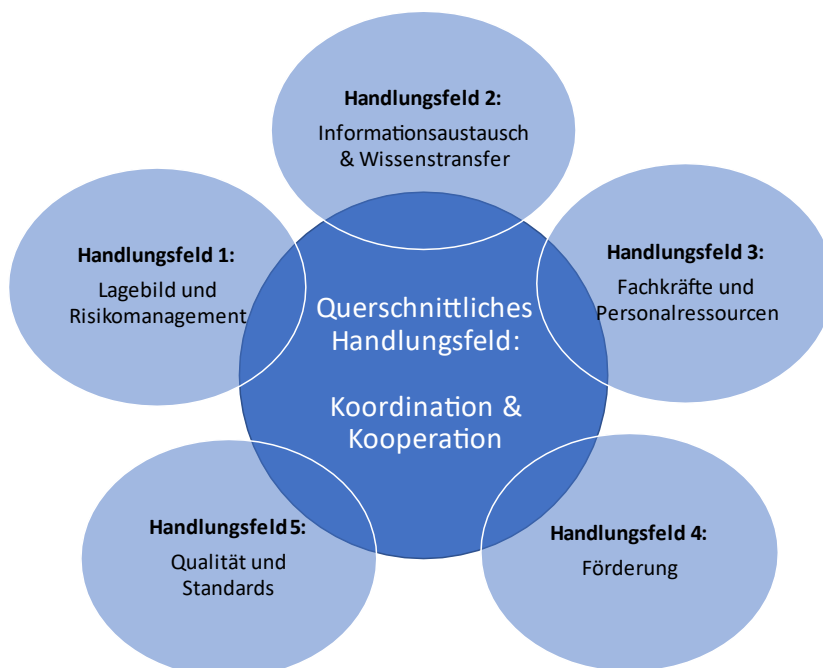 Handlungsfeld 2:
Informationsaustausch
& Wissenstransfer
Handlungsfeld 1:
Lagebild und
Risikomanagement
Handlungsfeld 3:
Fachkräfte und
Personalressourcen
Querschnittliches
Handlungsfeld:
Koordination &
Kooperation
Handlungsfeld 5:
Qualität und
Standards
Handlungsfeld 4:
Förderung